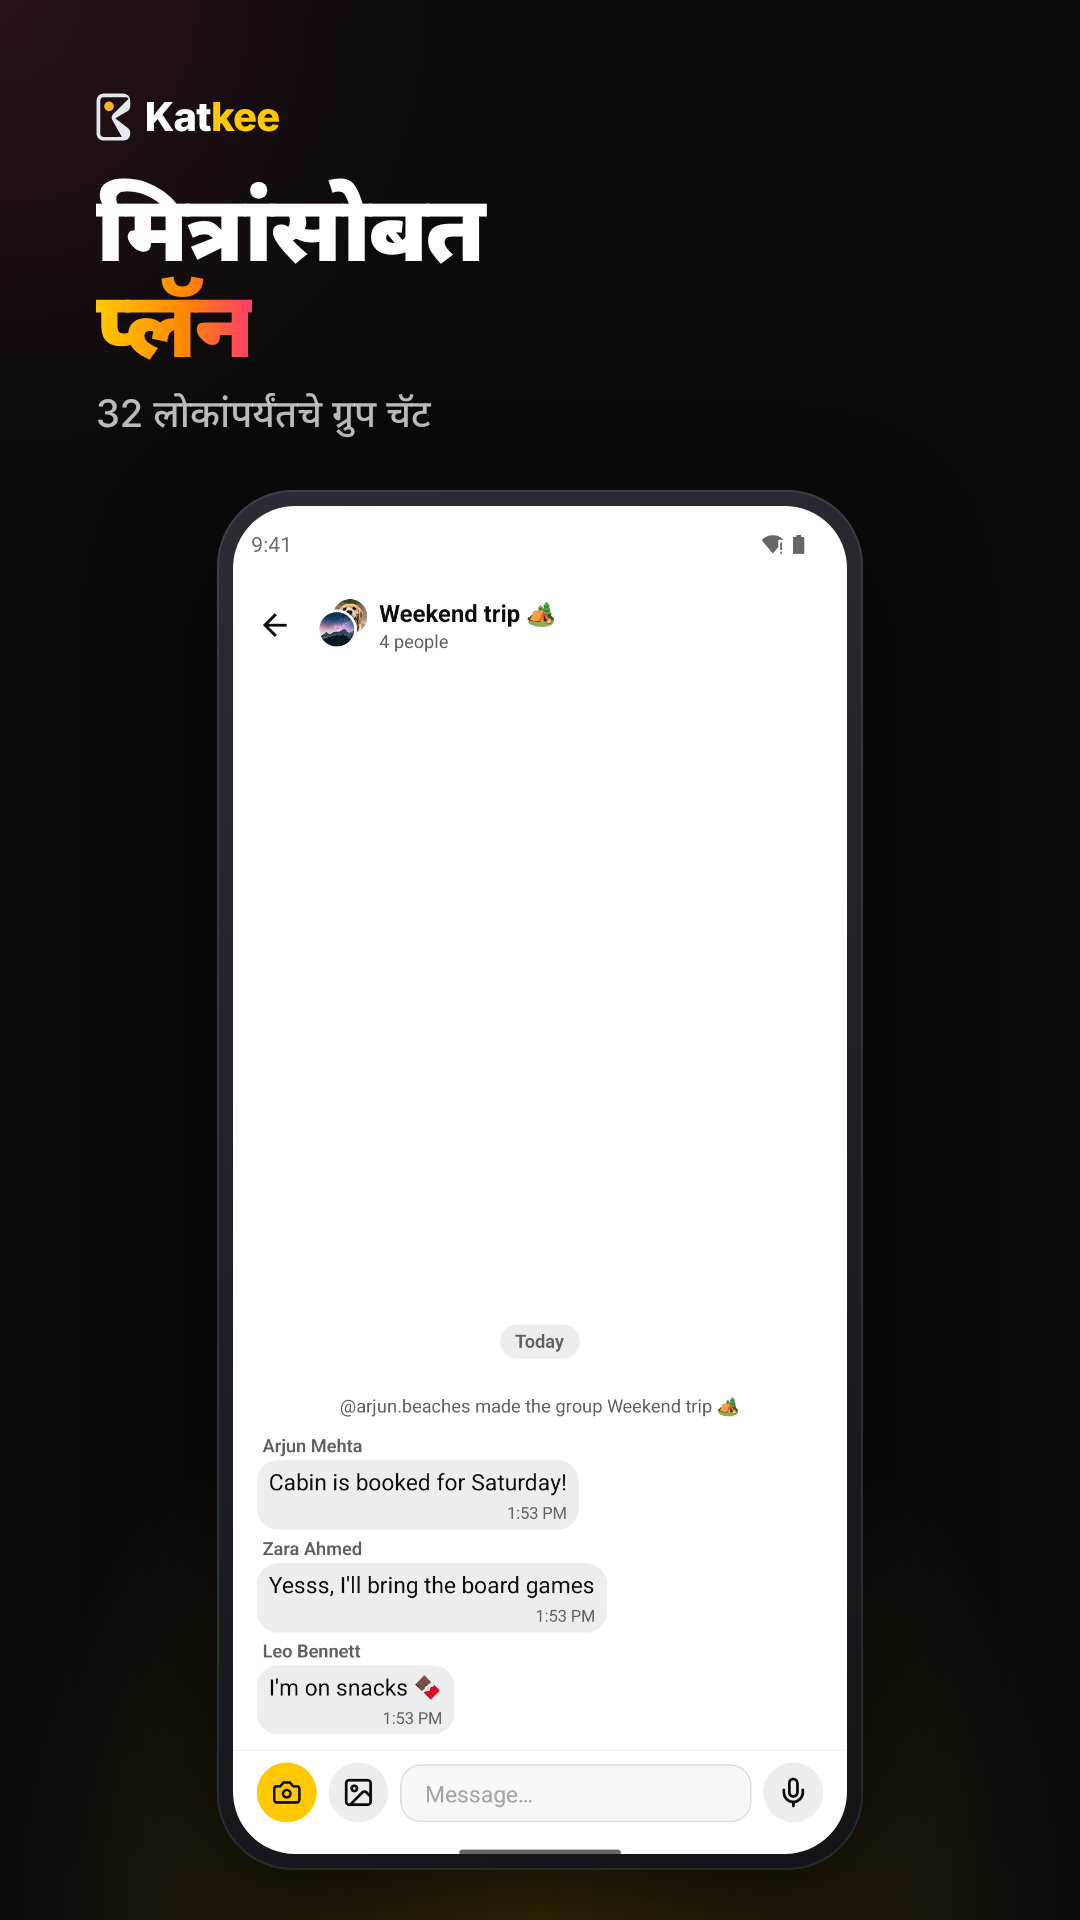 Katkee
मित्रांसोबत
प्लॅन
32 लोकांपर्यंतचे ग्रुप चॅट
9:41
Weekend trip 🏕️
4 people
Today
@arjun.beaches made the group Weekend trip 🏕️
Arjun Mehta
Cabin is booked for Saturday!
1:53 PM
Zara Ahmed
Yesss, I'll bring the board games
1:53 PM
Leo Bennett
I'm on snacks 🍫
1:53 PM
Message...